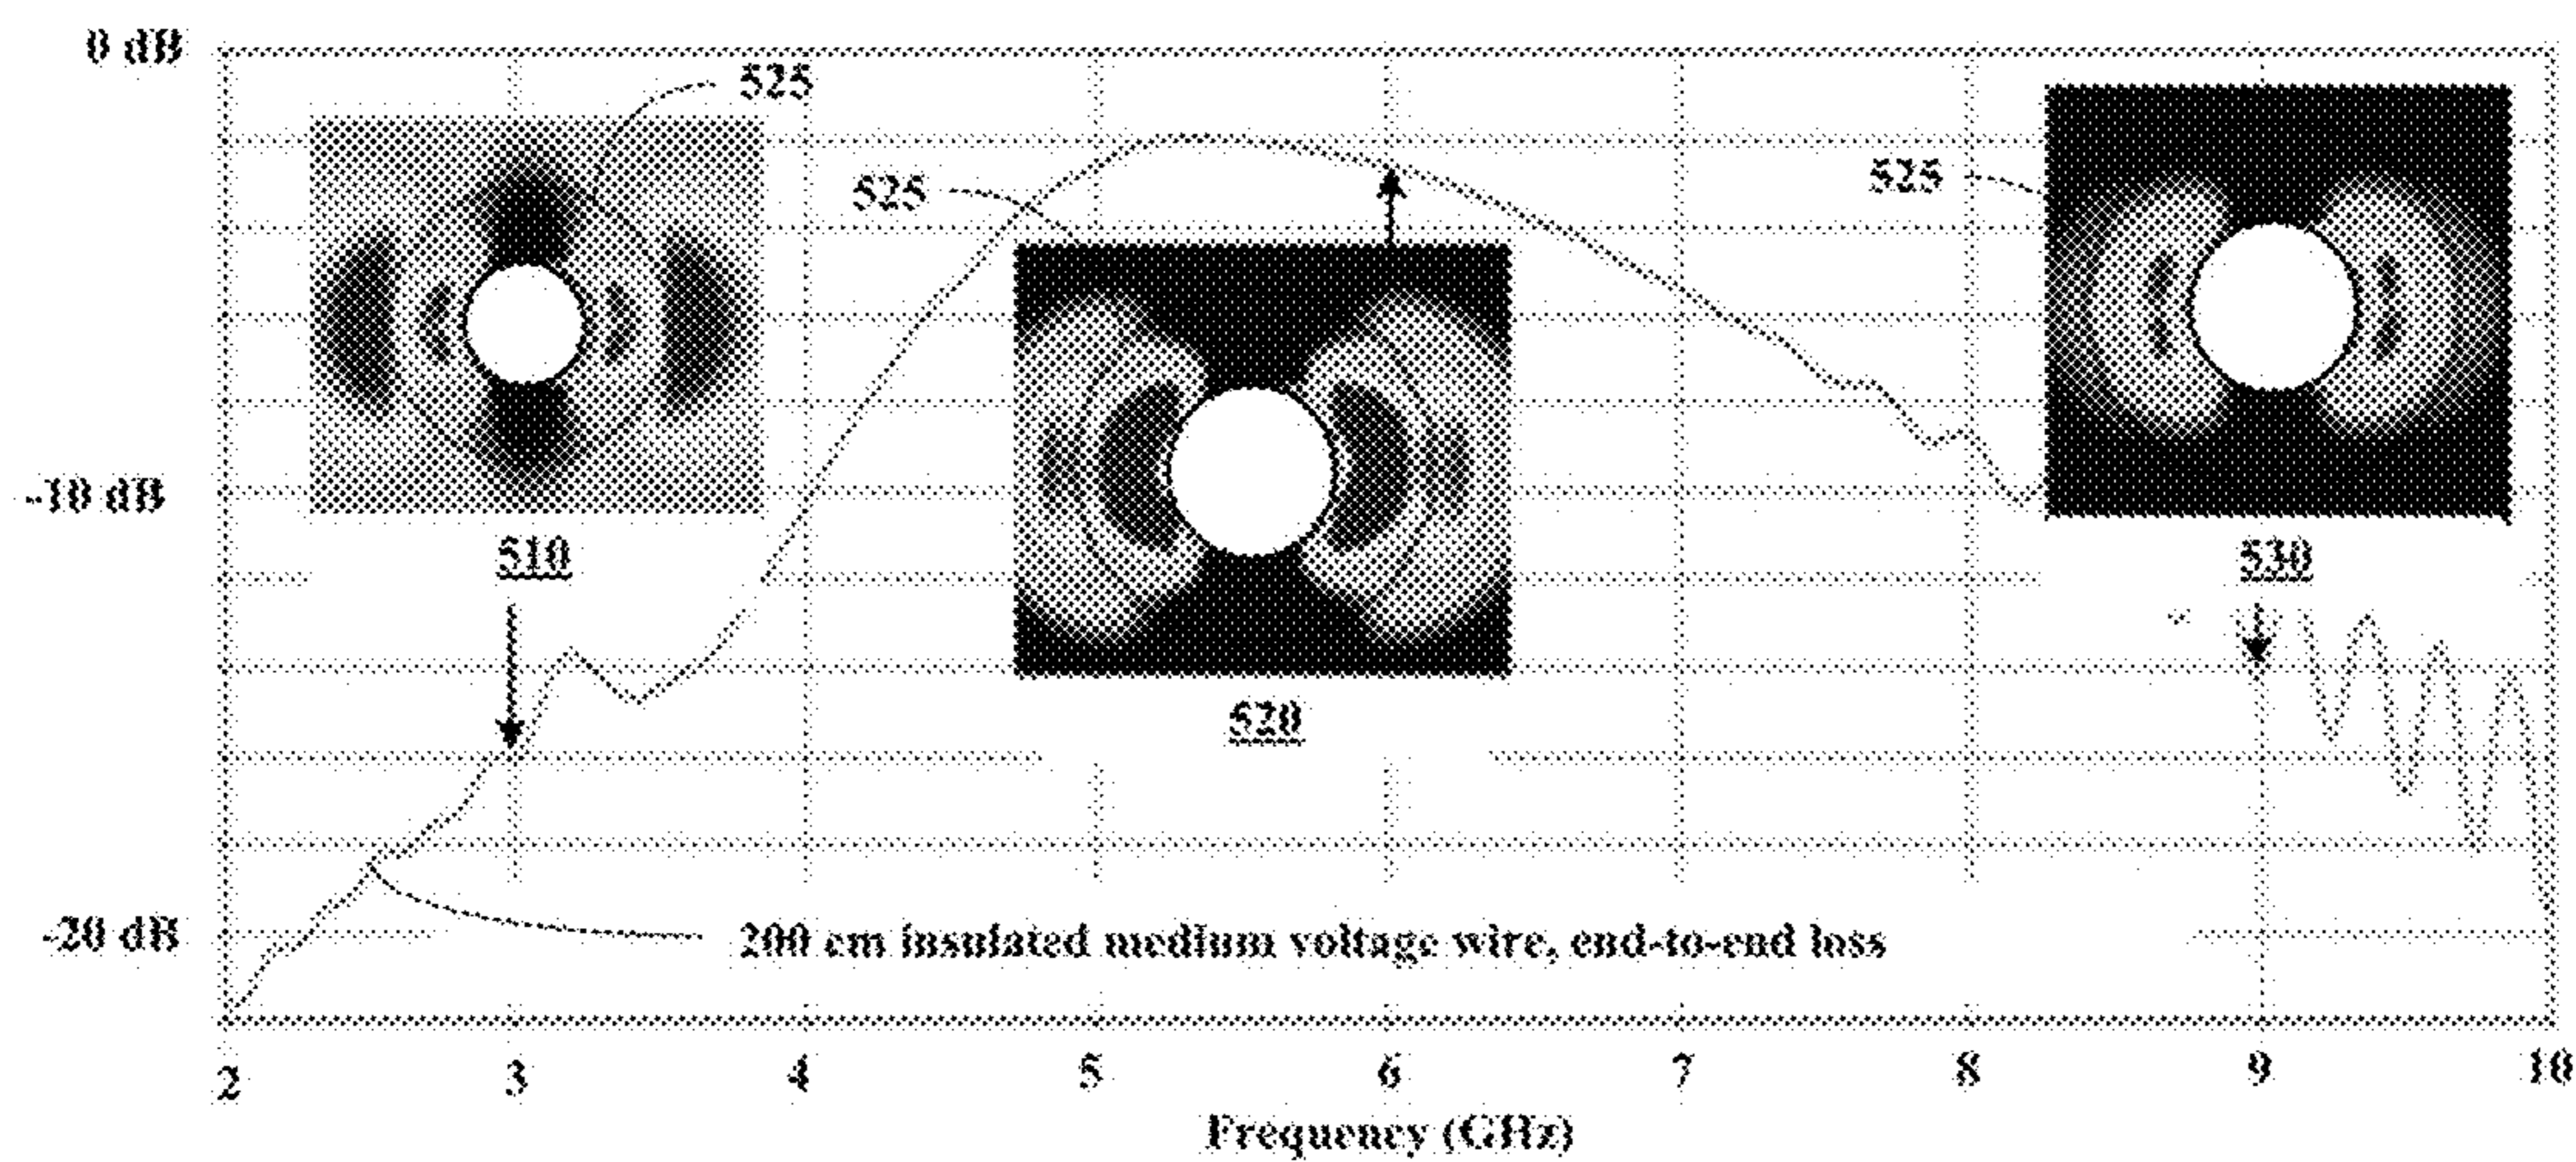 0 dB
525
525
525
-10 dB
510
530
520
-20 dB
200 cm insulated medium voltage wire, end-to-end loss
2 3 4 5 6 7 8 9 10
Frequency (GHz)